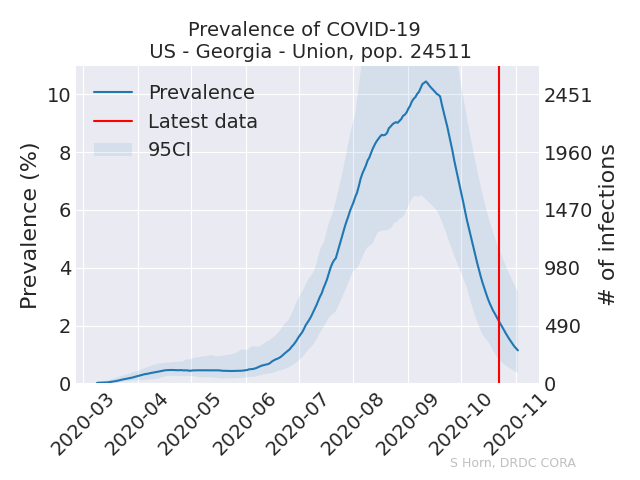 Prevalence of COVID-19
US - Georgia - Union, pop. 24511
Prevalence
Latest data
95CI
Prevalence (%)
10
8
6
4
2
0
2451
1960
1470
980
490
0
# of infections
2020-03
2020-04
2020-05
2020-06
2020-07
2020-08
2020-09
2020-10
2020-11
S Horn, DRDC CORA